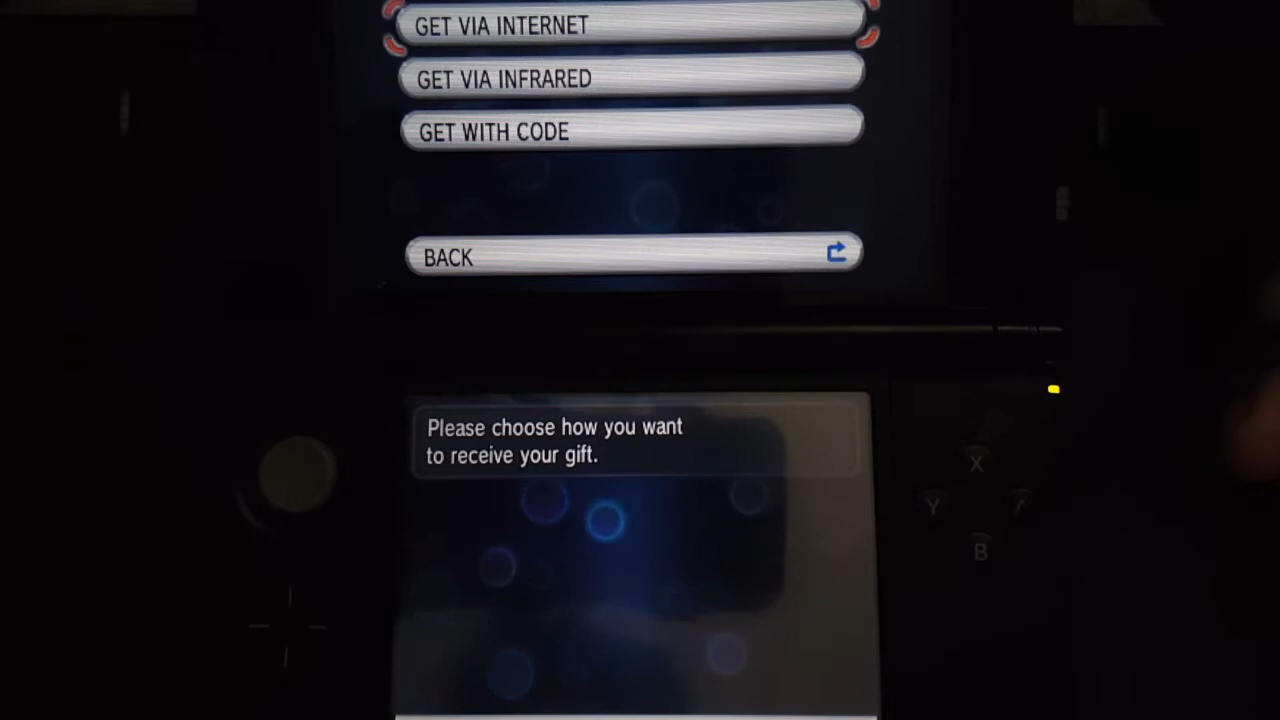 GET VIA INTERNET
GET VIA INFRARED
GET WITH CODE
BACK
Please choose how you want
to receive your gift.
X
Y
B